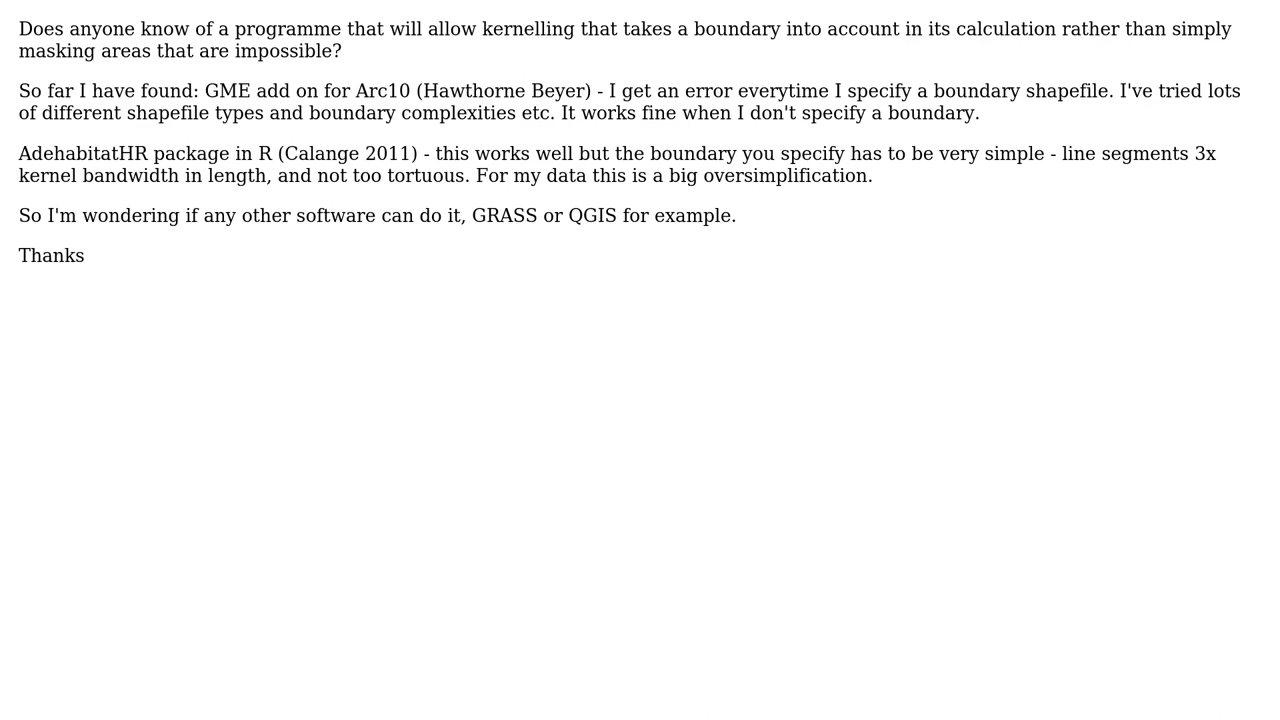 Does anyone know of a programme that will allow kernelling that takes a boundary into account in its calculation rather than simply
masking areas that are impossible?
So far I have found: GME add on for Arc10 (Hawthorne Beyer) - I get an error everytime I specify a boundary shapefile. I've tried lots
of different shapefile types and boundary complexities etc. It works fine when I don't specify a boundary.
AdehabitatHR package in R (Calange 2011) - this works well but the boundary you specify has to be very simple - line segments 3x
kernel bandwidth in length, and not too tortuous. For my data this is a big oversimplification.
So I'm wondering if any other software can do it, GRASS or QGIS for example.
Thanks